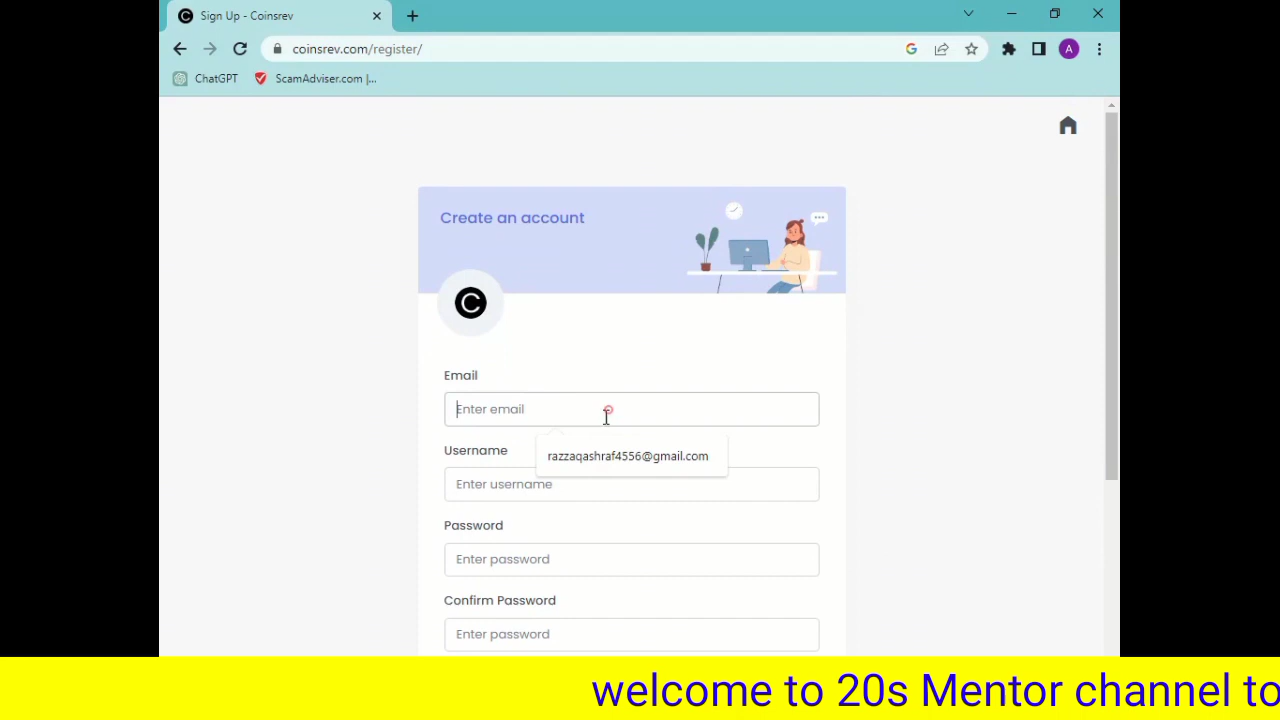 Sign Up - Coinsrev
coinsrev.com/register/
A
ChatGPT
ScamAdviser.com |...
Create an account
C
Email
Enter email
razzaqashraf4556@gmail.com
Username
Enter username
Password
Enter password
Confirm Password
Enter password
welcome to 20s Mentor channel to